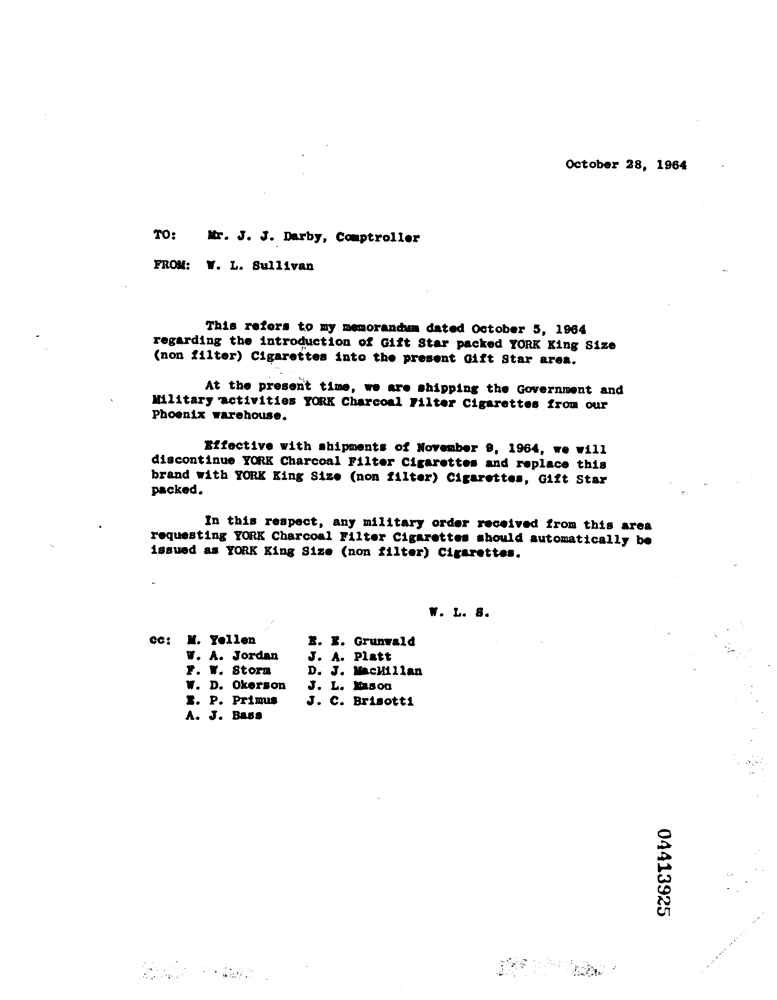 October 28, 1964
TO: Mr. J. J. Darby, Comptroller
FROM: W. L. Sullivan
This refers to my memorandum dated October 5, 1964
regarding the introduction of Gift Star packed YORK King Size
(non filter) Cigarettes into the present Gift Star area.
At the present time, we are shipping the Government and
Military activities YORK Charcoal Filter Cigarettes from our
Phoenix warehouse.
Effective with shipments of November 9, 1964, we will
discontinue YORK Charcoal Filter Cigarettes and replace this
brand with YORK King Size (non filter) Cigarettes, Gift Star
packed.
In this respect, any military order received from this area
requesting YORK Charcoal Filter Cigarettes should automatically be
issued as YORK King Size (non filter) Cigarettes.
W. L. S.
cc: M. Yellen E. E. Grunwald
W. A. Jordan J. A. Platt
F. W. Storm D. J. MacMillan
W. D. Okerson J. L. Mason
E. P. Primus J. C. Brisotti
A. J. Bass
04413925